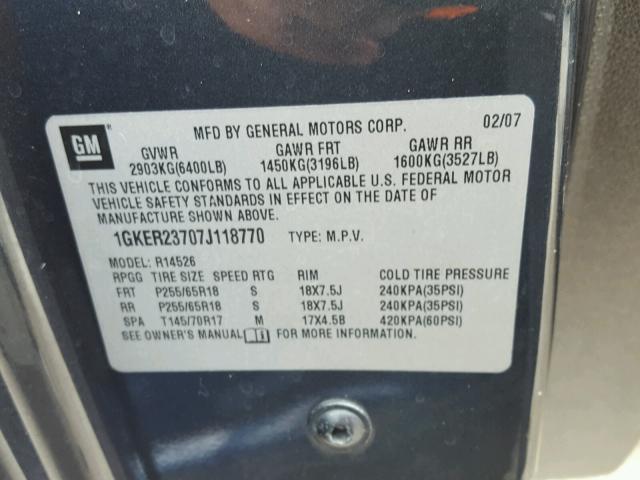 GM
MFD BY GENERAL MOTORS CORP. 02/07
GVWR GAWR FRT GAWR RR
2903KG(6400LB) 1450KG(3196LB) 1600KG(3527LB)
THIS VEHICLE CONFORMS TO ALL APPLICABLE U.S. FEDERAL MOTOR
VEHICLE SAFETY STANDARDS IN EFFECT ON THE DATE OF
MANUFACTURE SHOWN ABOVE.
1GKER23707J118770 TYPE: M.P.V.
MODEL: R14526
RPGG TIRE SIZE SPEED RTG RIM COLD TIRE PRESSURE
FRT P255/65R18 S 18X7.5J 240KPA(35PSI)
RR P255/65R18 S 18X7.5J 240KPA(35PSI)
SPA T145/70R17 M 17X4.5B 420KPA(60PSI)
SEE OWNER'S MANUAL FOR MORE INFORMATION.